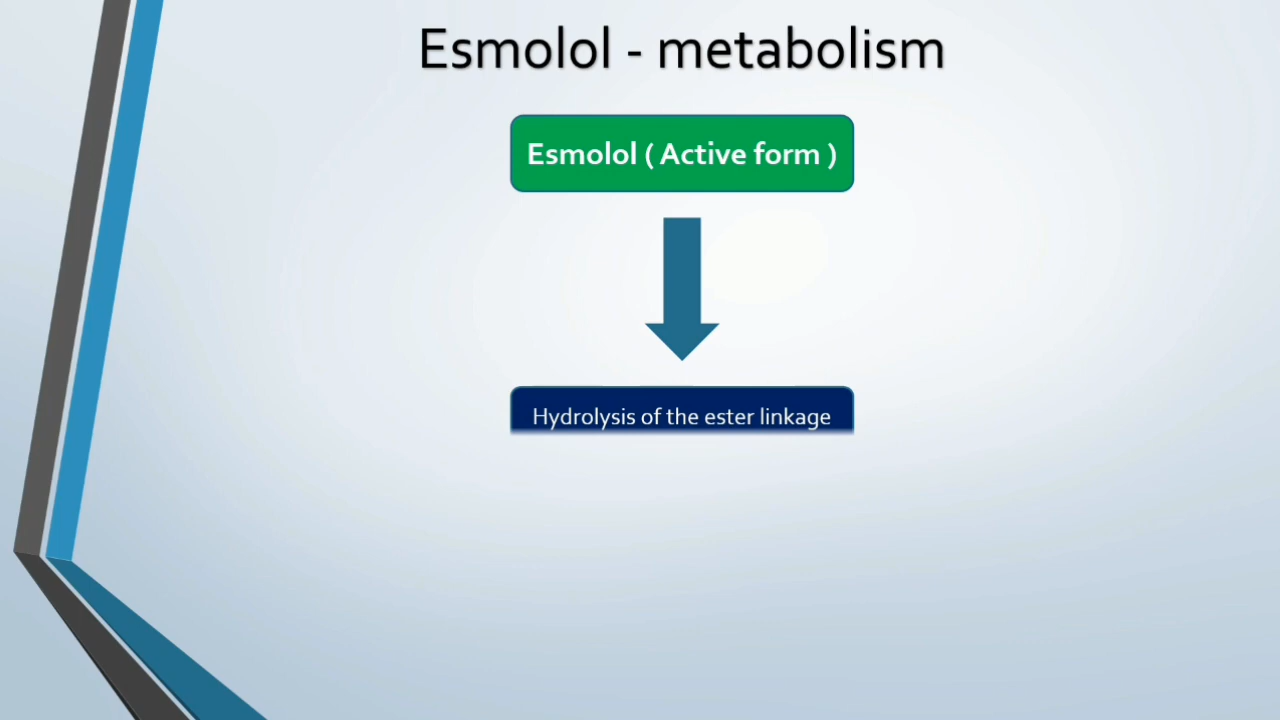 Esmolol - metabolism
Esmolol ( Active form )
Hydrolysis of the ester linkage